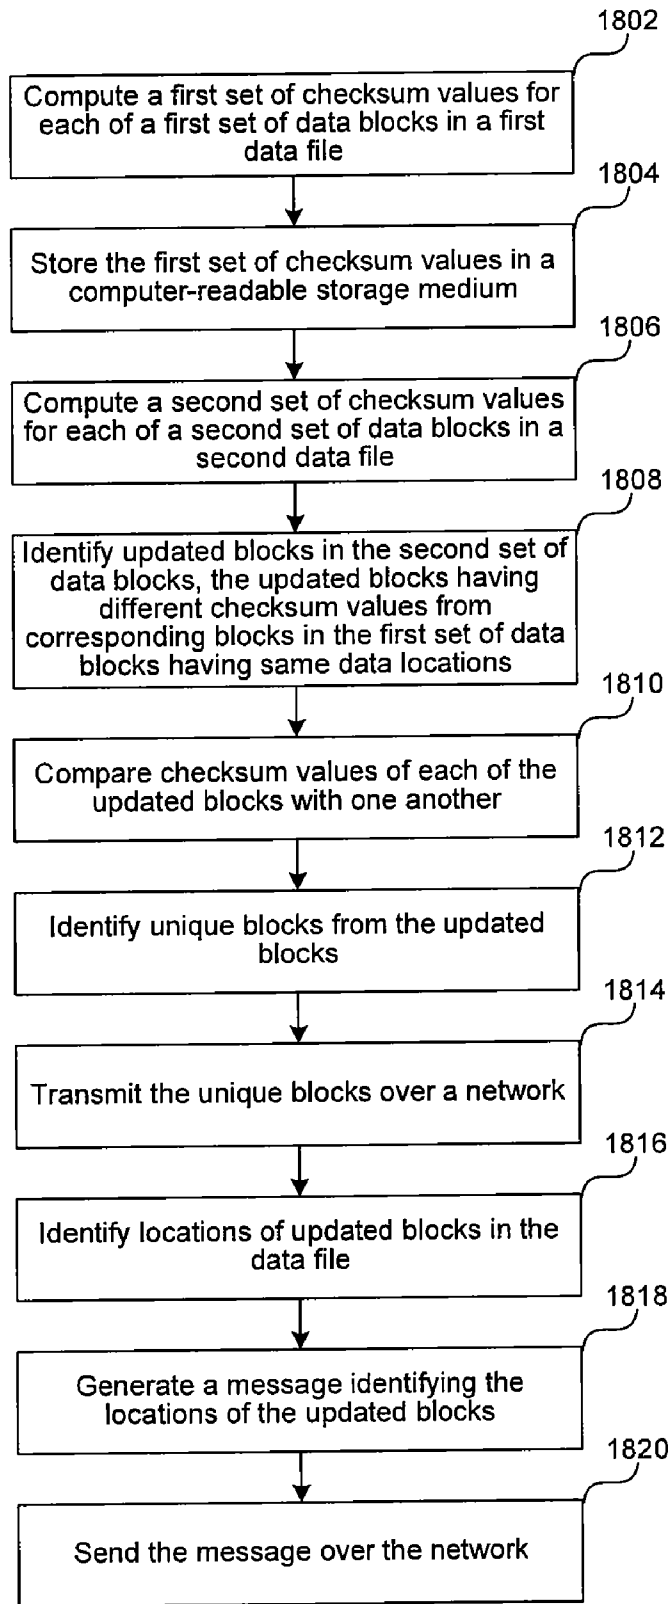 1802
Compute a first set of checksum values for
each of a first set of data blocks in a first
data file
1804
Store the first set of checksum values in a
computer-readable storage medium
1806
Compute a second set of checksum values
for each of a second set of data blocks in a
second data file
1808
Identify updated blocks in the second set of
data blocks, the updated blocks having
different checksum values from
corresponding blocks in the first set of data
blocks having same data locations
1810
Compare checksum values of each of the
updated blocks with one another
1812
Identify unique blocks from the updated
blocks
1814
Transmit the unique blocks over a network
1816
Identify locations of updated blocks in the
data file
1818
Generate a message identifying the
locations of the updated blocks
1820
Send the message over the network